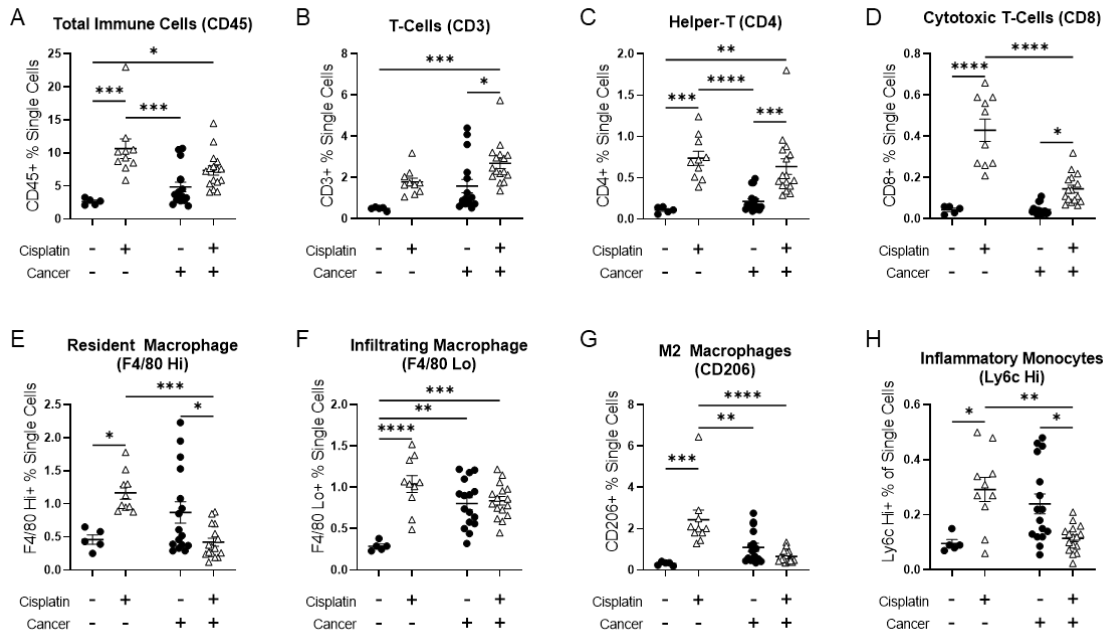 A
Total Immune Cells (CD45)
CD45+ % Single Cells
25
20
15
10
5
0
*
***
***
Cisplatin - + - +
Cancer - - + +
B
T-Cells (CD3)
CD3+ % Single Cells
8
6
4
2
0
***
*
- + - +
- - + +
C
Helper-T (CD4)
CD4+ % Single Cells
2.0
1.5
1.0
0.5
0.0
**
****
***
***
- + - +
- - + +
D
Cytotoxic T-Cells (CD8)
CD8+ % Single Cells
0.8
0.6
0.4
0.2
0.0
****
****
*
- + - +
- - + +
E
Resident Macrophage
(F4/80 Hi)
F4/80 Hi+ % Single Cells
2.5
2.0
1.5
1.0
0.5
0.0
***
*
*
Cisplatin - + - +
Cancer - - + +
F
Infiltrating Macrophage
(F4/80 Lo)
F4/80 Lo+ % Single Cells
2.0
1.5
1.0
0.5
0.0
***
**
****
- + - +
- - + +
G
M2 Macrophages
(CD206)
CD206+ % Single Cells
8
6
4
2
0
****
**
***
Cisplatin - + - +
Cancer - - + +
H
Inflammatory Monocytes
(Ly6c Hi)
Ly6c Hi+ % of Single Cells
0.6
0.4
0.2
0.0
**
*
*
Cisplatin - + - +
Cancer - - + +